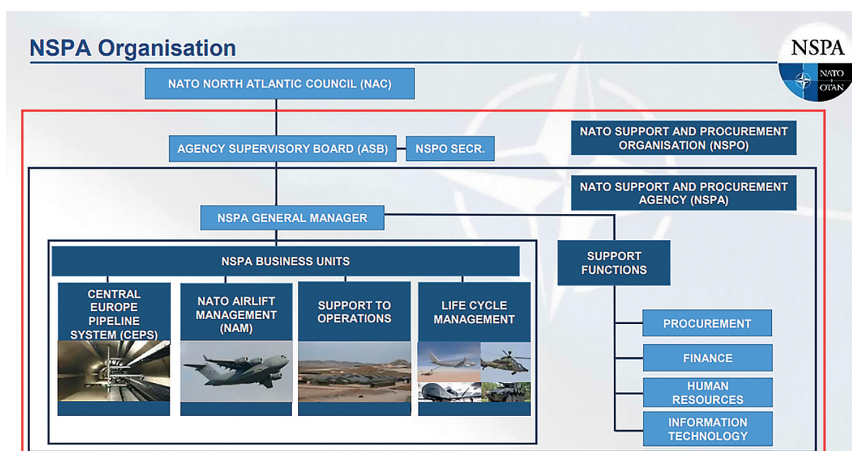 NSPA Organisation
NSPA
NATO
OTAN
NATO NORTH ATLANTIC COUNCIL (NAC)
AGENCY SUPERVISORY BOARD (ASB)
NSPO SECR.
NATO SUPPORT AND PROCUREMENT
ORGANISATION (NSPO)
NATO SUPPORT AND PROCUREMENT
AGENCY (NSPA)
NSPA GENERAL MANAGER
NSPA BUSINESS UNITS
SUPPORT
FUNCTIONS
CENTRAL
EUROPE
PIPELINE
SYSTEM (CEPS)
NATO AIRLIFT
MANAGEMENT
(NAM)
SUPPORT TO
OPERATIONS
LIFE CYCLE
MANAGEMENT
PROCUREMENT
FINANCE
HUMAN
RESOURCES
INFORMATION
TECHNOLOGY